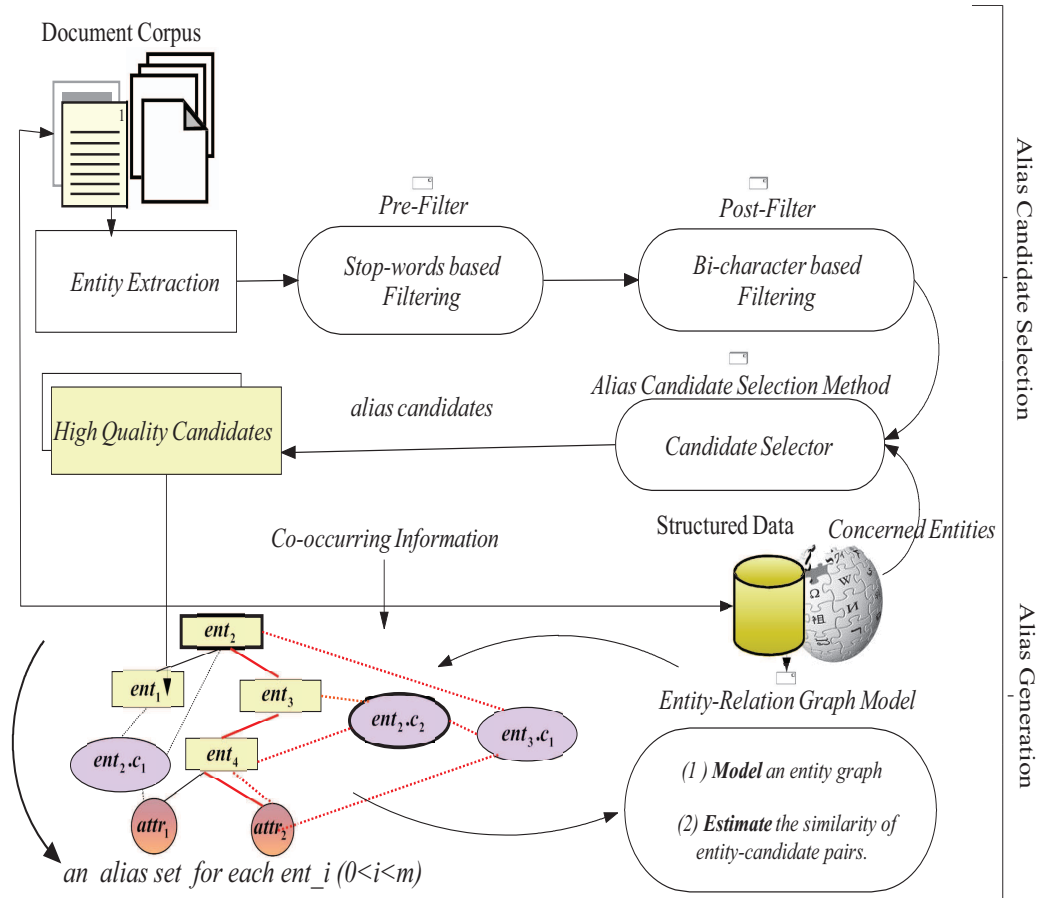 Document Corpus
1
Pre-Filter
Post-Filter
Entity Extraction
Stop-words based
Filtering
Bi-character based
Filtering
Alias Candidate Selection
Alias Candidate Selection Method
alias candidates
High Quality Candidates
Candidate Selector
Structured Data
Concerned Entities
Co-occurring Information
Ω
W
И
祖
ent2
ent1
ent3
ent2.c2
ent3.c1
ent2.c1
ent4
attr1
attr2
Entity-Relation Graph Model
(1 ) Model an entity graph
(2) Estimate the similarity of
entity-candidate pairs.
Alias Generation
an alias set for each ent_i (0<i<m)